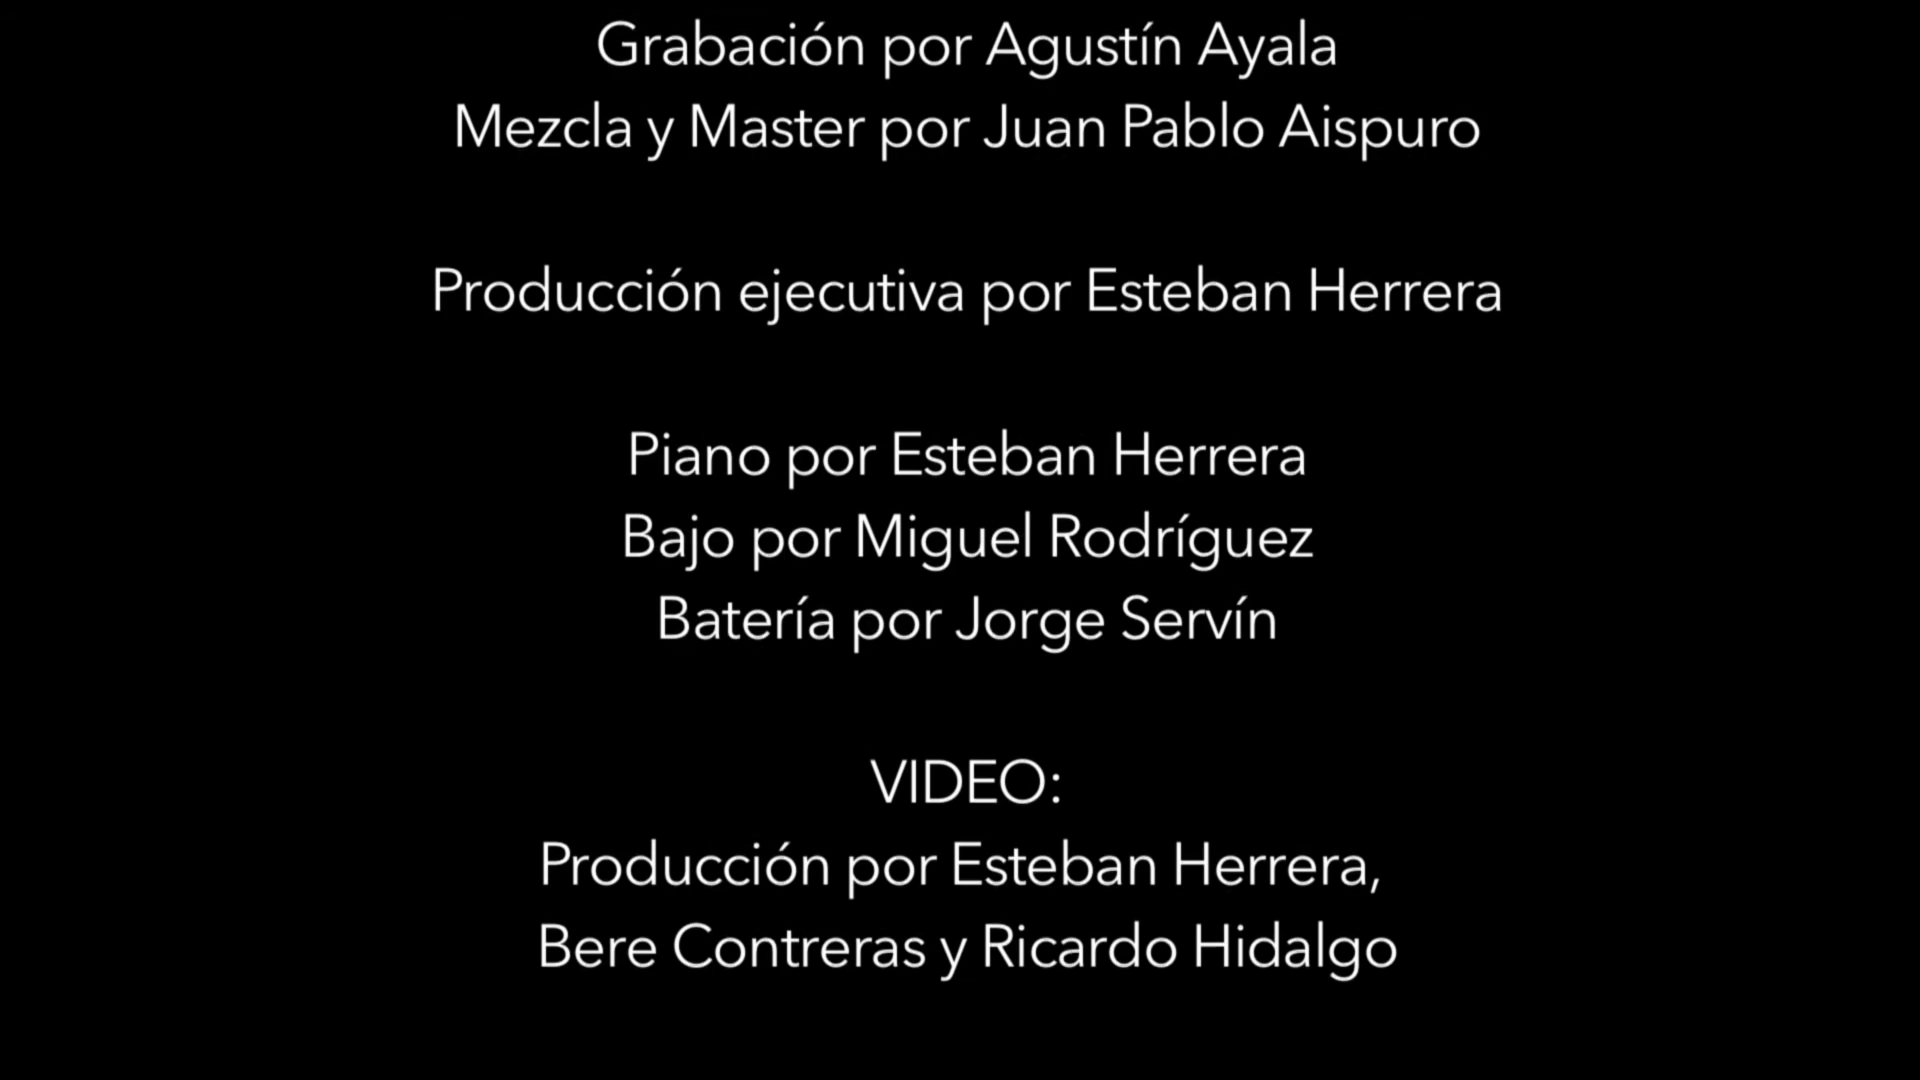 Grabación por Agustín Ayala
Mezcla y Master por Juan Pablo Aispuro
Producción ejecutiva por Esteban Herrera
Piano por Esteban Herrera
Bajo por Miguel Rodríguez
Batería por Jorge Servín
VIDEO:
Producción por Esteban Herrera,
Bere Contreras y Ricardo Hidalgo